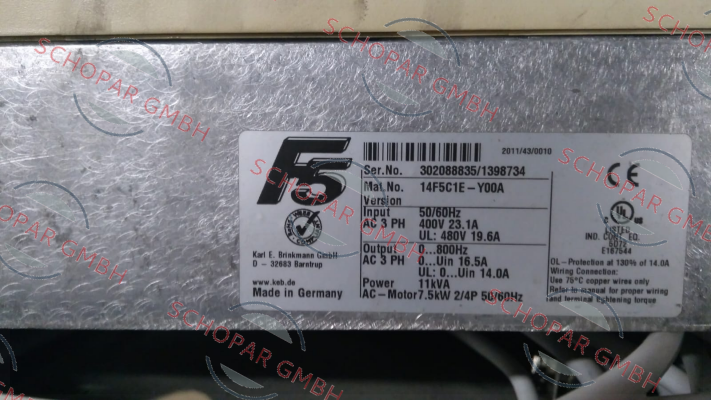 F5
2011/43/0010
Ser.No. 302088835/1398734
Mat.No. 14F5C1E-Y00A
Version
Input 50/60Hz
AC 3 PH 400V 23.1A
UL: 480V 19.6A
Output 0...800Hz
AC 3 PH 0...Uin 16.5A
UL: 0...Uin 14.0A
Power 11kVA
AC-Motor 7.5kW 2/4P 50/60Hz
Karl E. Brinkmann GmbH
D - 32683 Barntrup
www.keb.de
Made in Germany
CE
UL
LISTED
IND. CONT. EQ.
5D72
E167544
OL-Protection at 130% of 14.0A
Wiring Connection:
Use 75°C copper wires only
Refer to manual for proper wiring
and terminal tightening torque
SCHOPAR GMBH
SCHOPAR GMBH
SCHOPAR GMBH
SCHOPAR GMBH
SCHOPAR GMBH
SCHOPAR GMBH